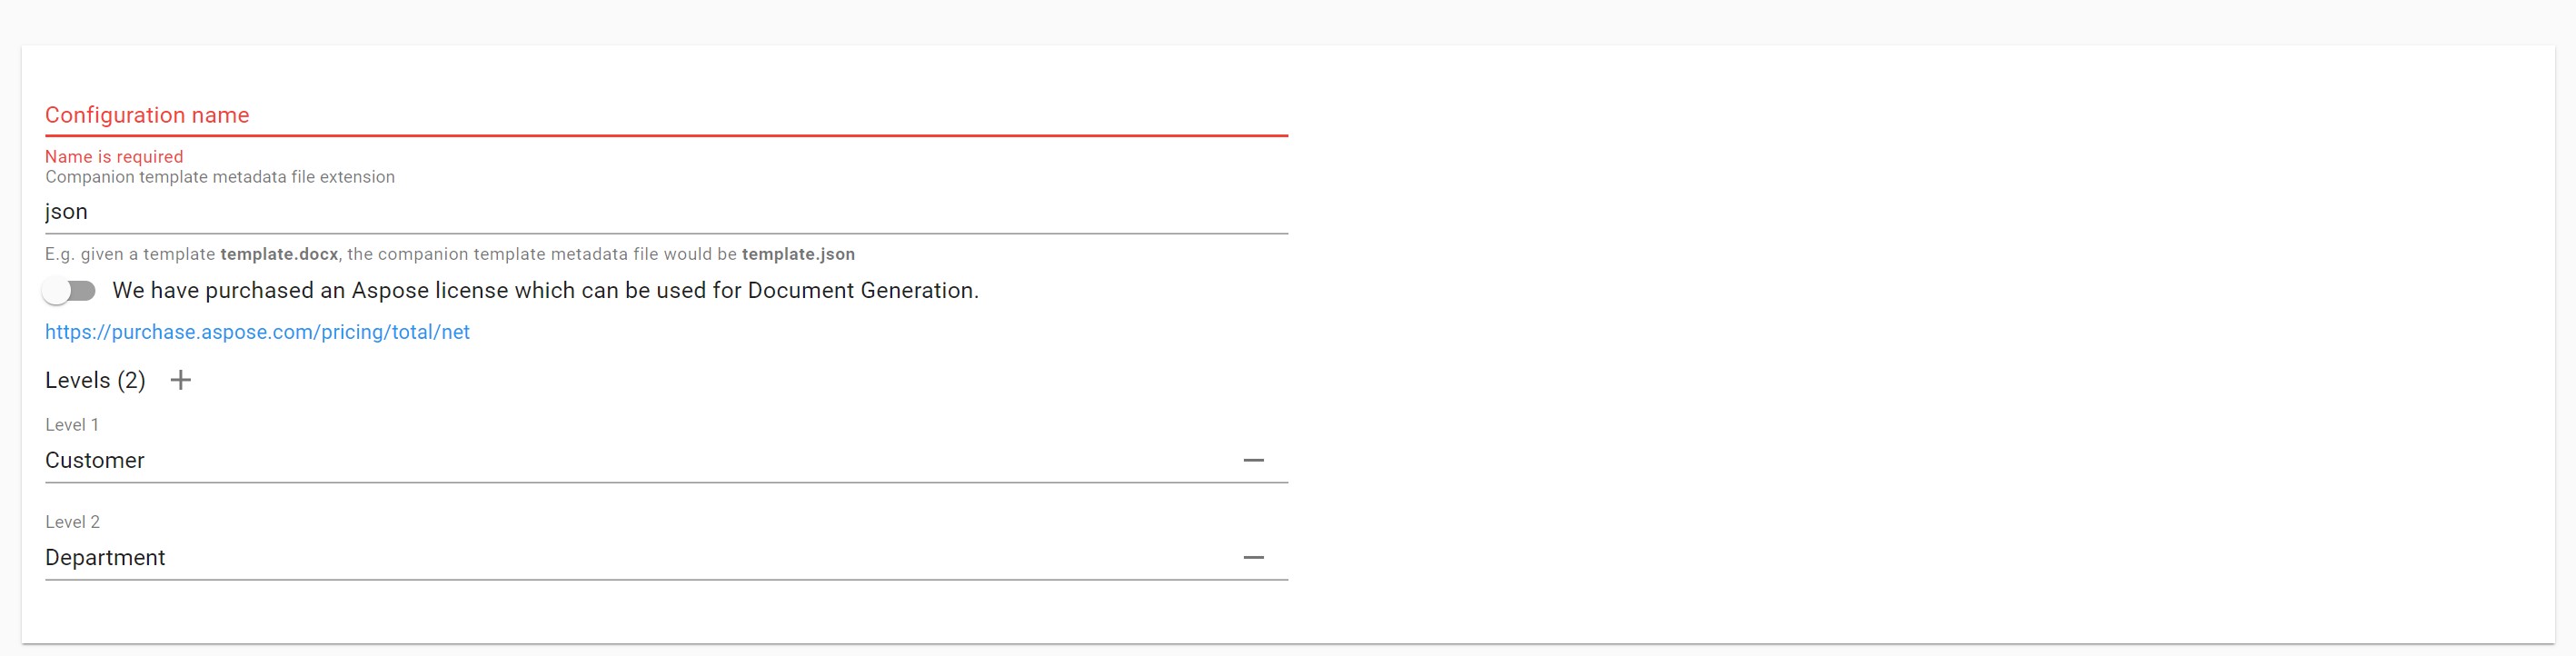 Configuration name
Name is required
Companion template metadata file extension
json
E.g. given a template template.docx, the companion template metadata file would be template.json
We have purchased an Aspose license which can be used for Document Generation.
https://purchase.aspose.com/pricing/total/net
Levels (2) +
Level 1
Customer
Level 2
Department